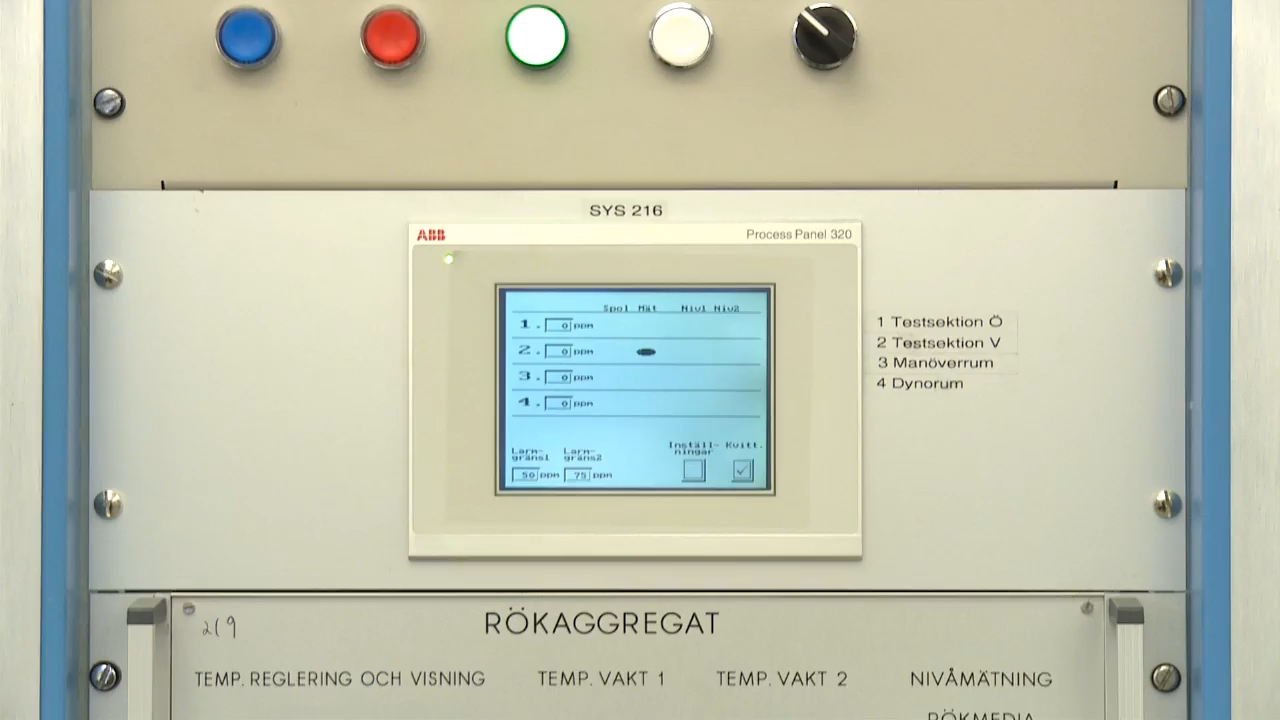 SYS 216
ABB
Process Panel 320
Spol Mät Niv1 Niv2
1. 0 ppm
2. 0 ppm
3. 0 ppm
4. 0 ppm
Larm-gräns1 Larm-gräns2
50 ppm 75 ppm
Inställ-ningar Kvitt.
1 Testsektion Ö
2 Testsektion V
3 Manöverrum
4 Dynorum
219
RÖKAGGREGAT
TEMP. REGLERING OCH VISNING TEMP. VAKT 1 TEMP. VAKT 2 NIVÅMÄTNING
RÖKMEDIA